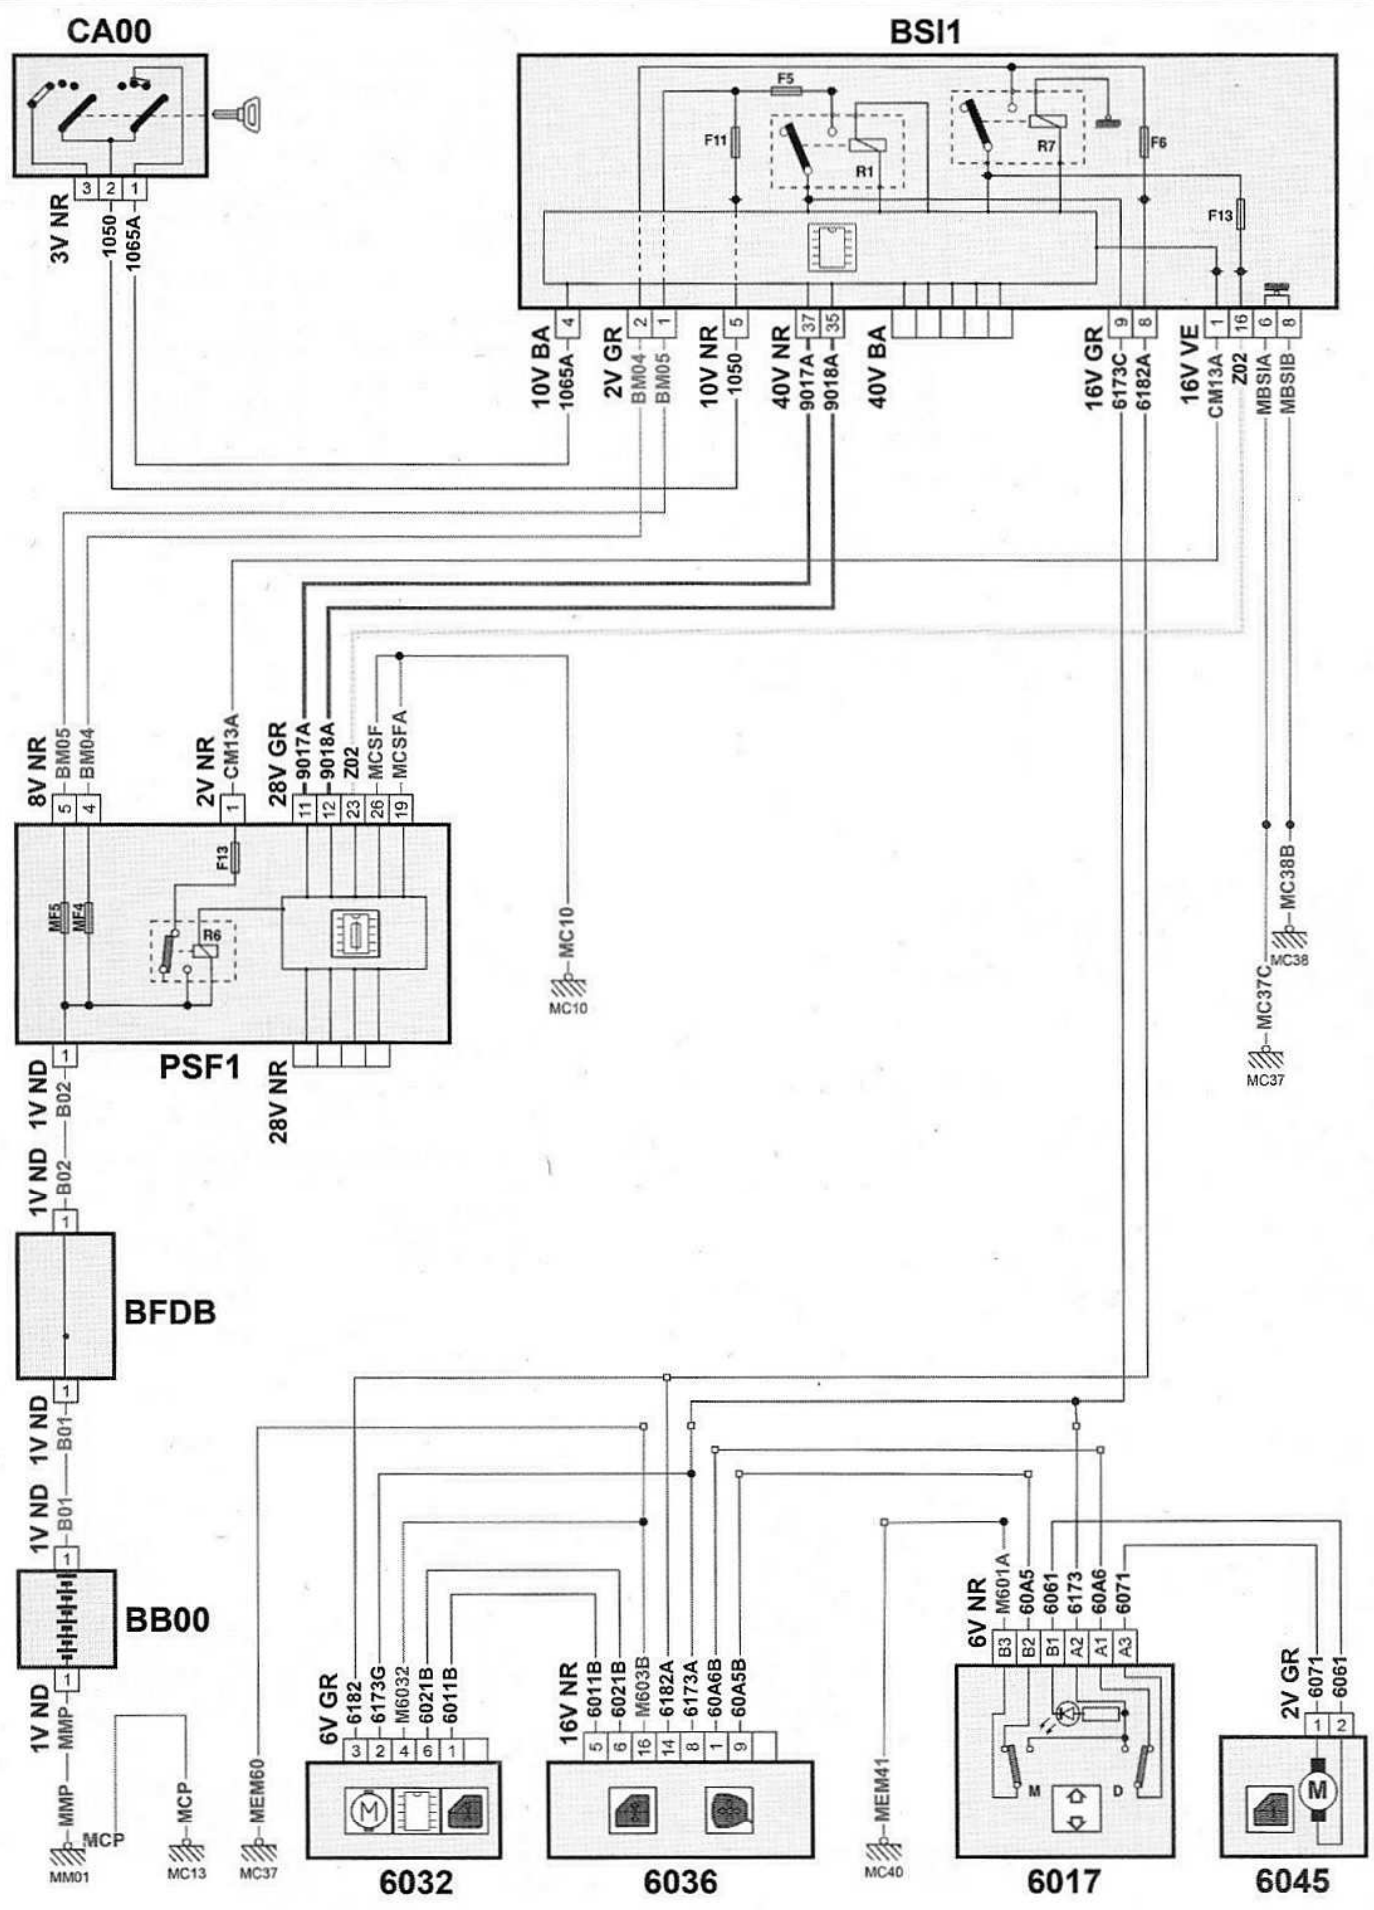 CA00
BSI1
F5
F11
R1
R7
F6
F13
3 2 1
3V NR
1050
1065A
4 2 1 5 37 35 9 8 1 16 6 8
10V BA
1065A
2V GR
BM04
BM05
10V NR
1050
40V NR
9017A
9018A
40V BA
16V GR
6173C
6182A
16V VE
CM13A
Z02
MBSIA
MBSIB
8V NR
BM05
BM04
2V NR
CM13A
28V GR
9017A
9018A
Z02
MCSF
MCSFA
5 4 1 11 12 23 26 19
F13
MF5
MF4
R6
MC10
MC10
MC38B
MC38
MC37C
MC37
1
PSF1
28V NR
1V ND
B02
1V ND
B02
1
BFDB
1
1V ND
B01
1V ND
B01
1
BB00
1
1V ND
MMP
MMP
MCP
MCP
MM01
MC13
MEM60
MC37
6V GR
6182
6173G
M6032
6021B
6011B
3 2 4 6 1
M
6032
16V NR
6011B
6021B
M603B
6182A
6173A
60A6B
60A5B
5 6 16 14 8 1 9
6036
MEM41
MC40
6V NR
M601A
60A5
6061
6173
60A6
6071
B3 B2 B1 A2 A1 A3
M D
6017
2V GR
6071
6061
1 2
M
6045